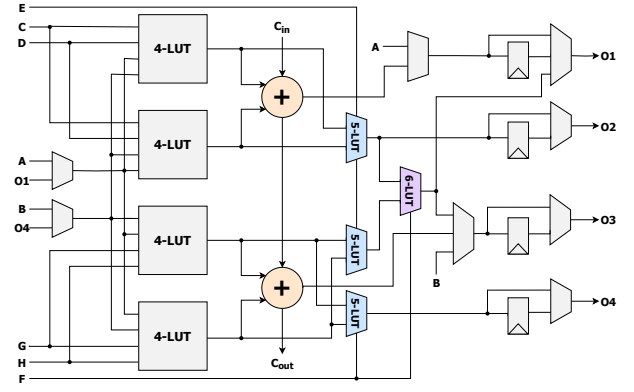 E
C
D
4-LUT
C_in
A
O1
4-LUT
+
5-LUT
O2
A
O1
6-LUT
B
O4
4-LUT
5-LUT
O3
+
B
4-LUT
5-LUT
O4
G
H
F
C_out